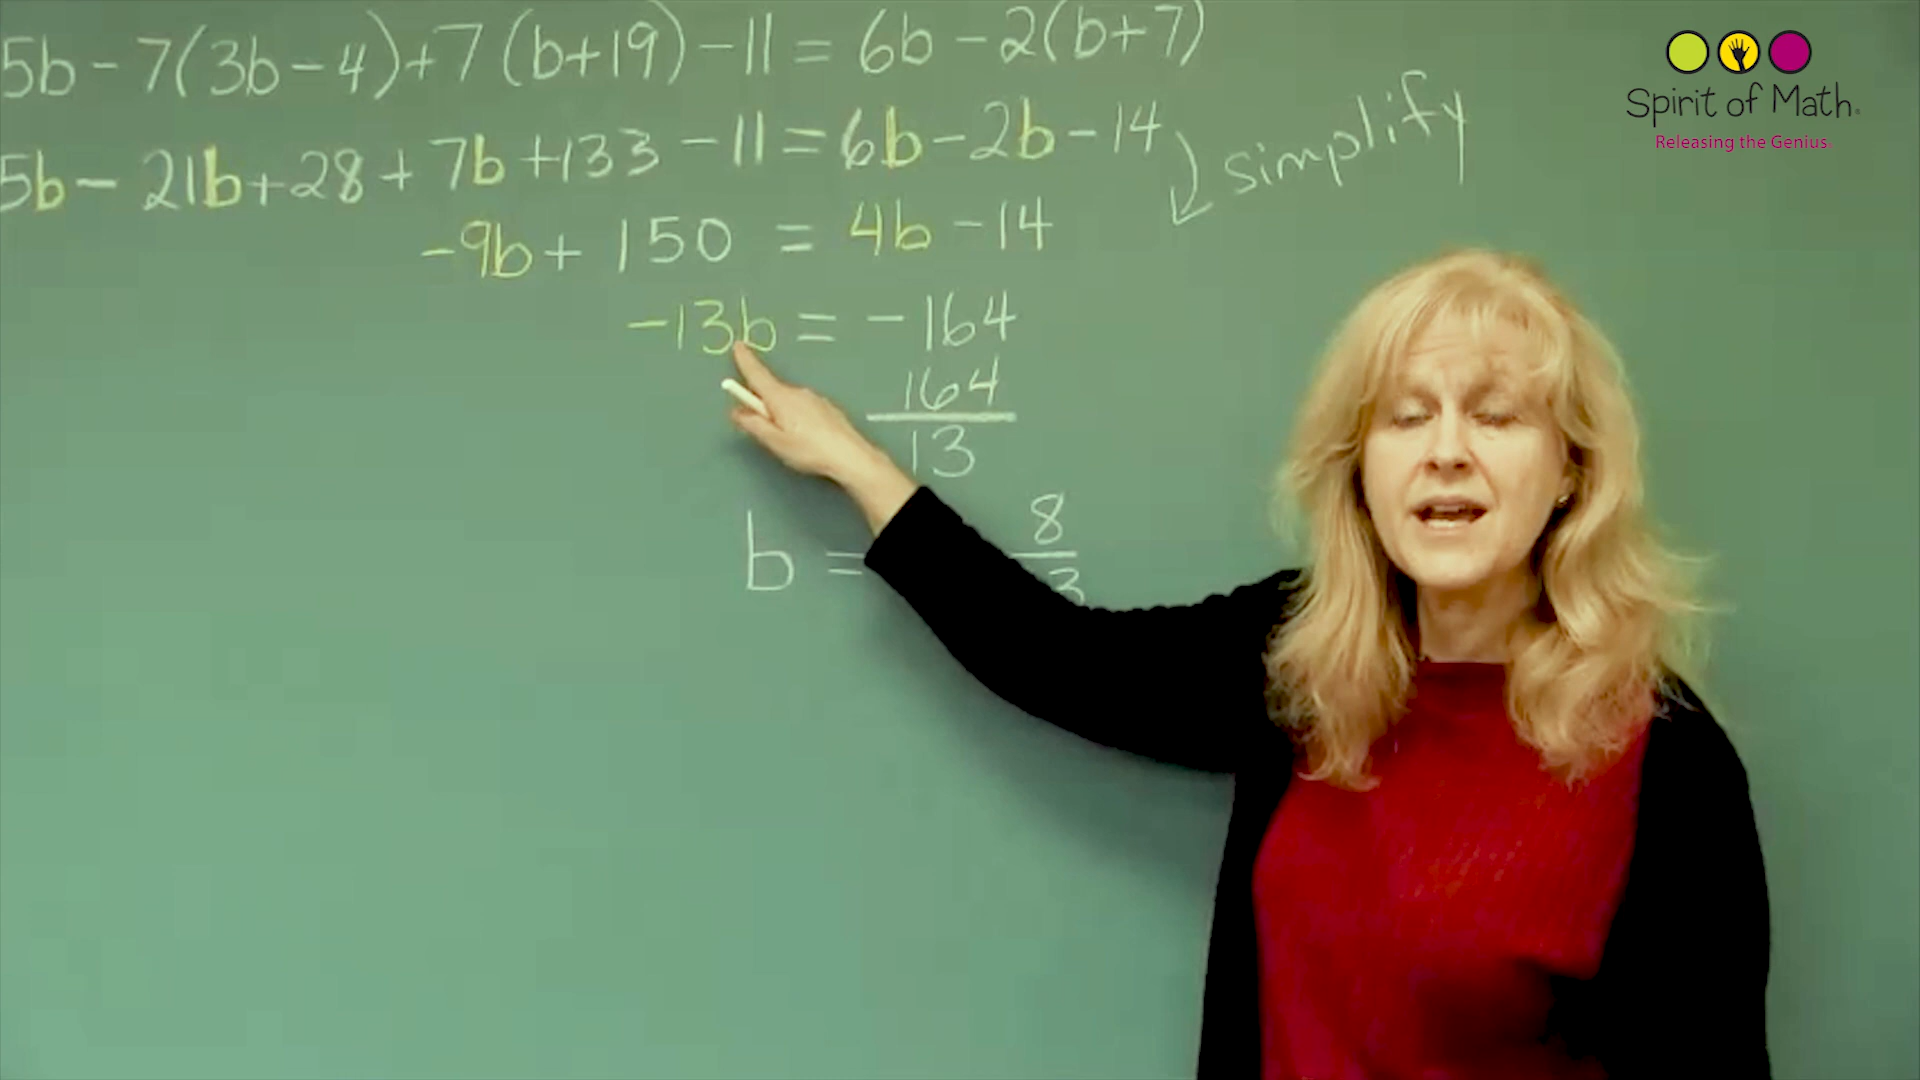 5b - 7(3b - 4) + 7(b + 19) - 11 = 6b - 2(b + 7)
5b - 21b + 28 + 7b + 133 - 11 = 6b - 2b - 14
simplify
-9b + 150 = 4b - 14
-13b = -164
164
13
b =
8
3
Spirit of Math
Releasing the Genius